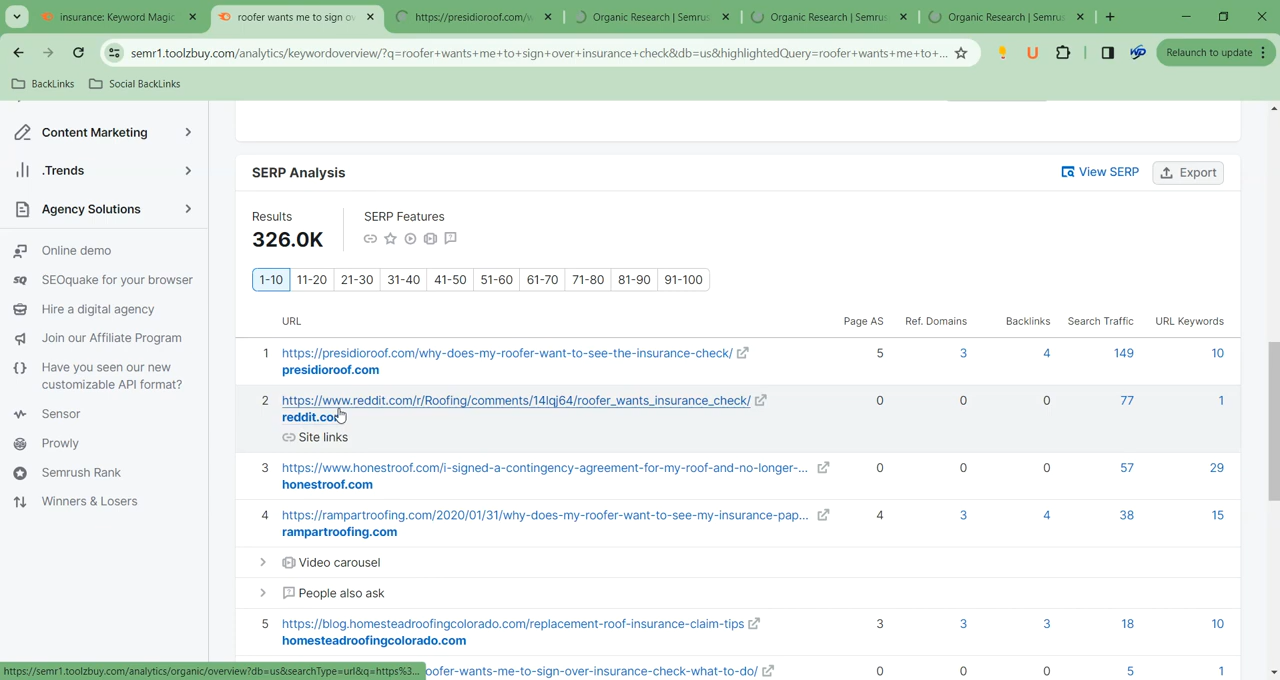 insurance: Keyword Magic
roofer wants me to sign ov
https://presidioroof.com/w
Organic Research | Semrus
Organic Research | Semrus
Organic Research | Semrus
semr1.toolzbuy.com/analytics/keywordoverview/?q=roofer+wants+me+to+sign+over+insurance+check&db=us&highlightedQuery=roofer+wants+me+to+...
Relaunch to update
BackLinks
Social BackLinks
Content Marketing
.Trends
Agency Solutions
Online demo
SEOquake for your browser
Hire a digital agency
Join our Affiliate Program
Have you seen our new
customizable API format?
Sensor
Prowly
Semrush Rank
Winners & Losers
SERP Analysis
View SERP
Export
Results
SERP Features
326.0K
1-10 11-20 21-30 31-40 41-50 51-60 61-70 71-80 81-90 91-100
URL Page AS Ref. Domains Backlinks Search Traffic URL Keywords
1 https://presidioroof.com/why-does-my-roofer-want-to-see-the-insurance-check/ 5 3 4 149 10
presidioroof.com
2 https://www.reddit.com/r/Roofing/comments/14lqj64/roofer_wants_insurance_check/ 0 0 0 77 1
reddit.com
Site links
3 https://www.honestroof.com/i-signed-a-contingency-agreement-for-my-roof-and-no-longer-... 0 0 0 57 29
honestroof.com
4 https://rampartroofing.com/2020/01/31/why-does-my-roofer-want-to-see-my-insurance-pap... 4 3 4 38 15
rampartroofing.com
Video carousel
People also ask
5 https://blog.homesteadroofingcolorado.com/replacement-roof-insurance-claim-tips 3 3 3 18 10
homesteadroofingcolorado.com
oofer-wants-me-to-sign-over-insurance-check-what-to-do/ 0 0 0 5 1
https://semr1.toolzbuy.com/analytics/organic/overview?db=us&searchType=url&q=https%3...